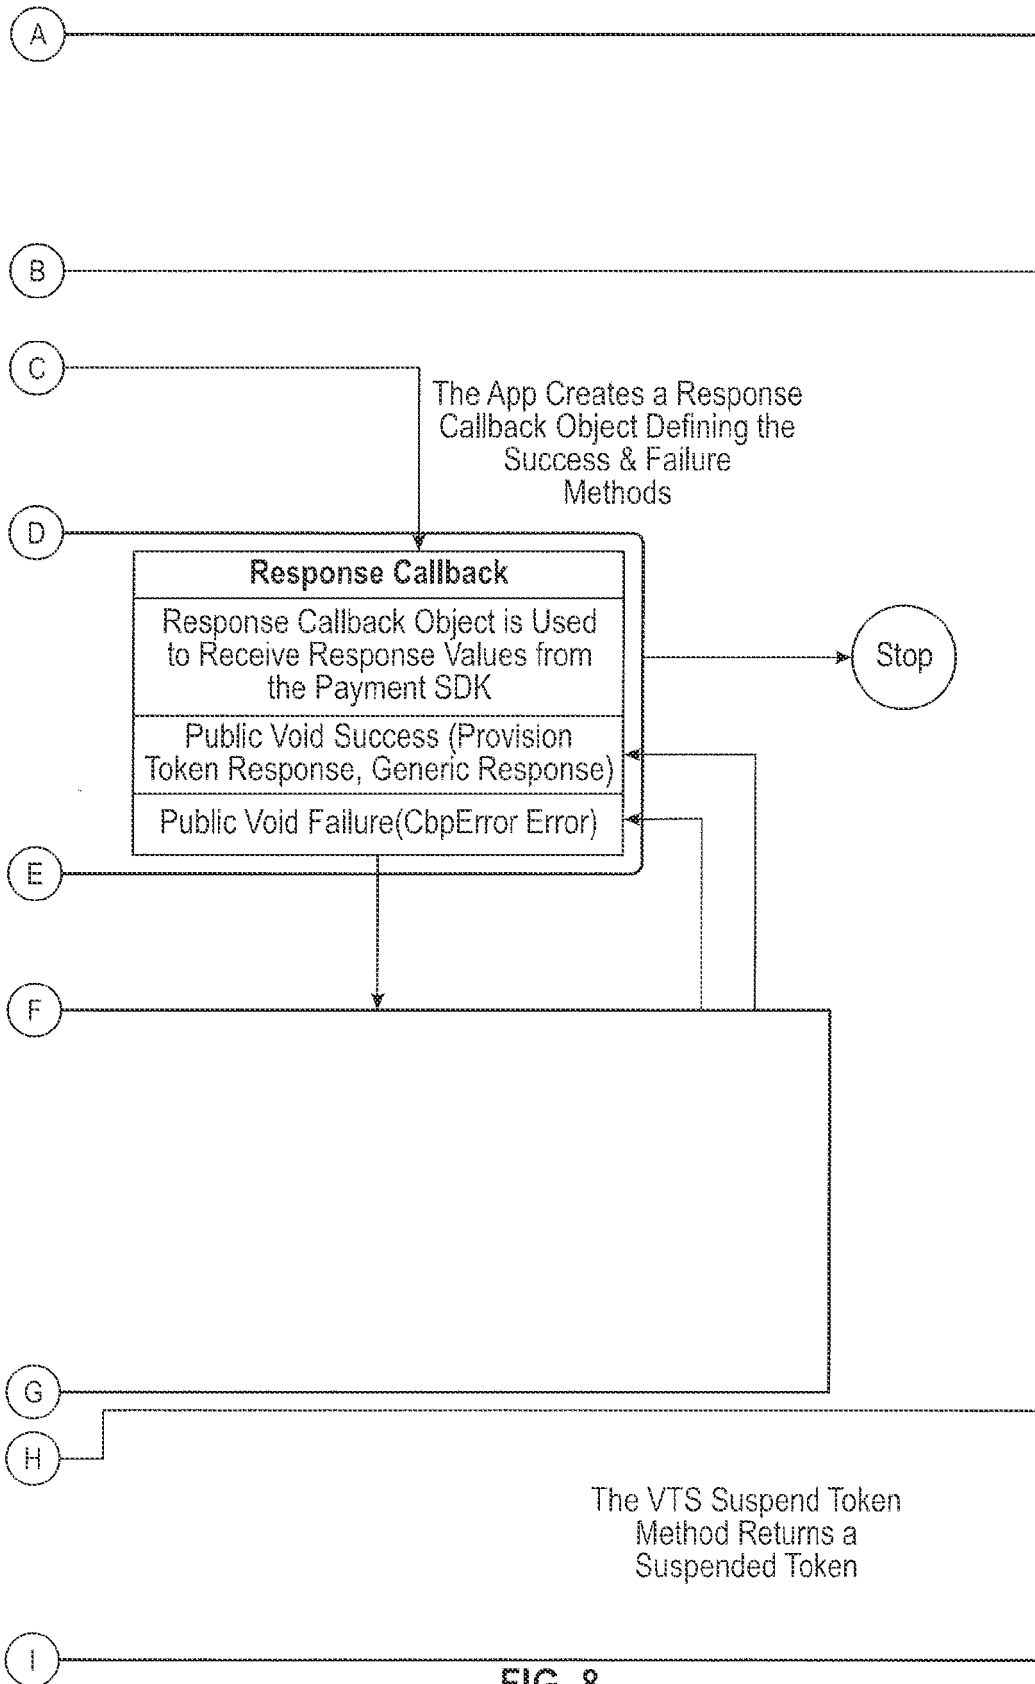 A
B
C
The App Creates a Response
Callback Object Defining the
Success & Failure
Methods
D
Response Callback
Response Callback Object is Used
to Receive Response Values from
the Payment SDK
Stop
Public Void Success (Provision
Token Response, Generic Response)
Public Void Failure(CbpError Error)
E
F
G
H
The VTS Suspend Token
Method Returns a
Suspended Token
I
FIG. 8